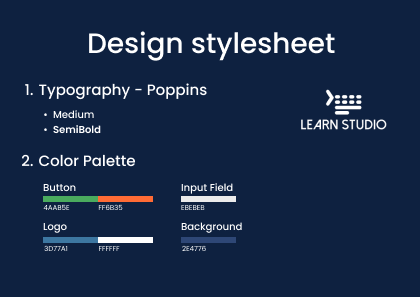 Design stylesheet
1. Typography - Poppins
• Medium
• SemiBold
LEARN STUDIO
2. Color Palette
Button
Input Field
4AAB5E
FF6B35
EBEBEB
Logo
Background
3D77A1
FFFFFF
2E4776